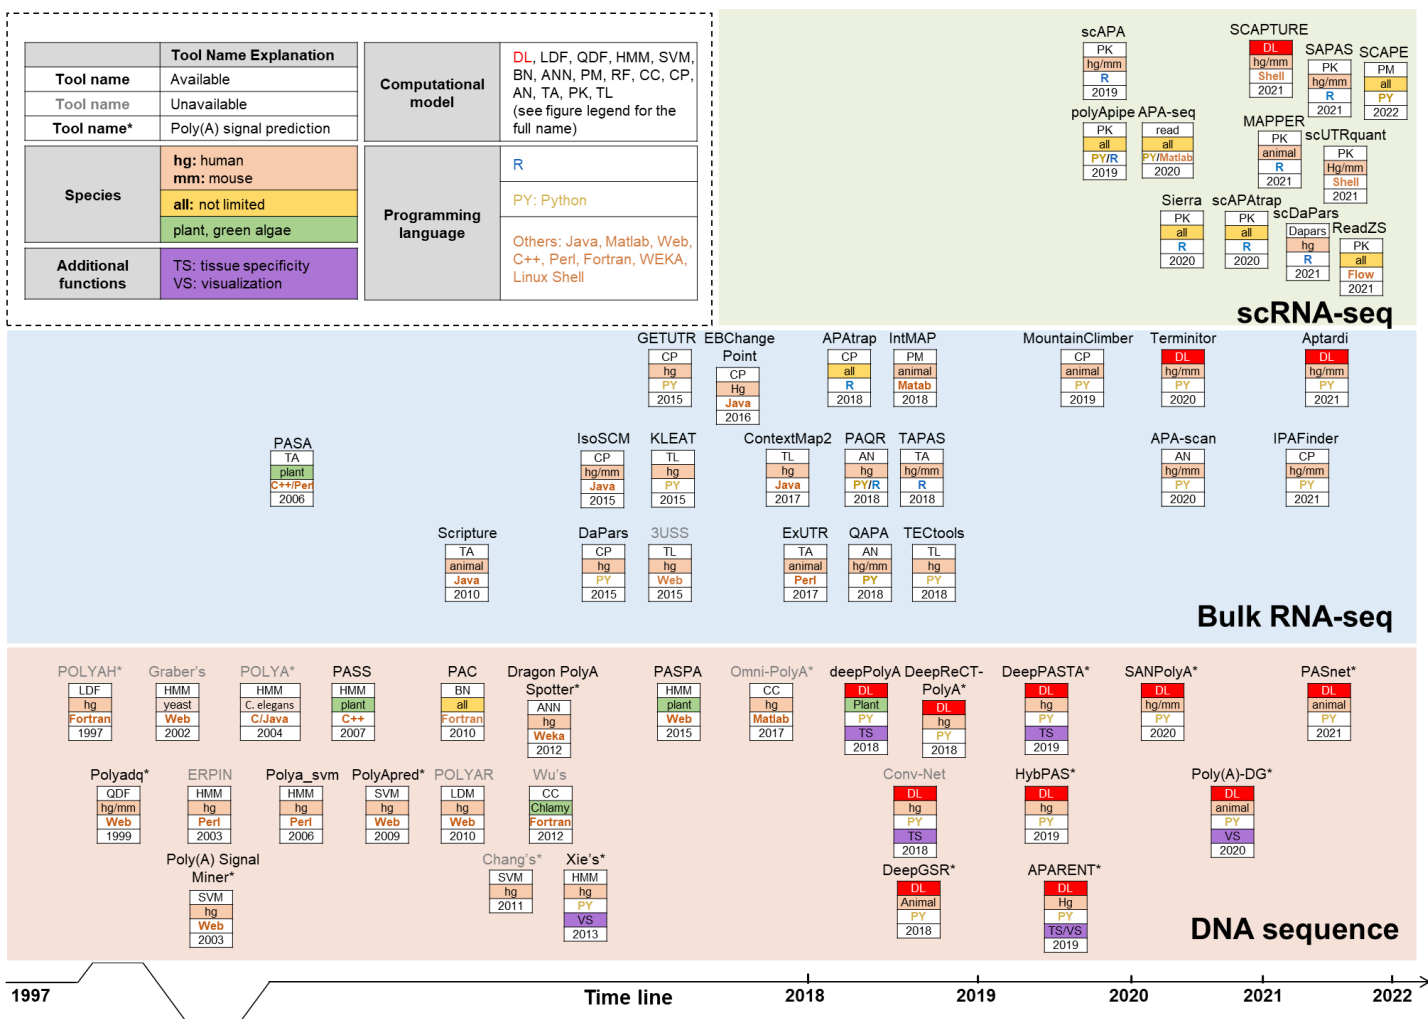 Tool Name Explanation
Tool name
Available
Tool name
Unavailable
Tool name*
Poly(A) signal prediction
Species
hg: human
mm: mouse
all: not limited
plant, green algae
Additional
functions
TS: tissue specificity
VS: visualization
Computational
model
DL, LDF, QDF, HMM, SVM,
BN, ANN, PM, RF, CC, CP,
AN, TA, PK, TL
(see figure legend for the
full name)
Programming
language
R
PY: Python
Others: Java, Matlab, Web,
C++, Perl, Fortran, WEKA,
Linux Shell
scAPA
PK
hg/mm
R
2019
SCAPTURE
DL
hg/mm
Shell
2021
SAPAS
PK
hg/mm
R
2021
SCAPE
PM
all
PY
2022
polyApipe
PK
all
PY/R
2019
APA-seq
read
all
PY/Matlab
2020
MAPPER
PK
animal
R
2021
scUTRquant
PK
Hg/mm
Shell
2021
Sierra
PK
all
R
2020
scAPAtrap
PK
all
R
2020
scDaPars
Dapars
hg
R
2021
ReadZS
PK
all
Flow
2021
scRNA-seq
GETUTR
CP
hg
PY
2015
EBChange
Point
CP
Hg
Java
2016
APAtrap
CP
all
R
2018
IntMAP
PM
animal
Matab
2018
MountainClimber
CP
animal
PY
2019
Terminitor
DL
hg/mm
PY
2020
Aptardi
DL
hg/mm
PY
2021
PASA
TA
plant
C++/Perl
2006
IsoSCM
CP
hg/mm
Java
2015
KLEAT
TL
hg
PY
2015
ContextMap2
TL
hg
Java
2017
PAQR
AN
hg
PY/R
2018
TAPAS
TA
hg/mm
R
2018
APA-scan
AN
hg/mm
PY
2020
IPAFinder
CP
hg/mm
PY
2021
Scripture
TA
animal
Java
2010
DaPars
CP
hg
PY
2015
3USS
TL
hg
Web
2015
ExUTR
TA
animal
Perl
2017
QAPA
AN
hg/mm
PY
2018
TECtools
TL
hg
PY
2018
Bulk RNA-seq
POLYAH*
LDF
hg
Fortran
1997
Graber's
HMM
yeast
Web
2002
POLYA*
HMM
C. elegans
C/Java
2004
PASS
HMM
plant
C++
2007
PAC
BN
all
Fortran
2010
Dragon PolyA
Spotter*
ANN
hg
Weka
2012
PASPA
HMM
plant
Web
2015
Omni-PolyA*
CC
hg
Matlab
2017
deepPolyA
DL
Plant
PY
TS
2018
DeepReCT-
PolyA*
DL
hg
PY
2018
DeepPASTA*
DL
hg
PY
TS
2019
SANPolyA*
DL
hg/mm
PY
2020
PASnet*
DL
animal
PY
2021
Polyadq*
QDF
hg/mm
Web
1999
ERPIN
HMM
hg
Perl
2003
Polya_svm
HMM
hg
Perl
2006
PolyApred*
SVM
hg
Web
2009
POLYAR
LDM
hg
Web
2010
Wu's
CC
Chlamy
Fortran
2012
Conv-Net
DL
hg
PY
TS
2018
HybPAS*
DL
hg
PY
2019
Poly(A)-DG*
DL
animal
PY
VS
2020
Poly(A) Signal
Miner*
SVM
hg
Web
2003
Chang's*
SVM
hg
2011
Xie's*
HMM
hg
PY
VS
2013
DeepGSR*
DL
Animal
PY
2018
APARENT*
DL
Hg
PY
TS/VS
2019
DNA sequence
1997
Time line
2018
2019
2020
2021
2022